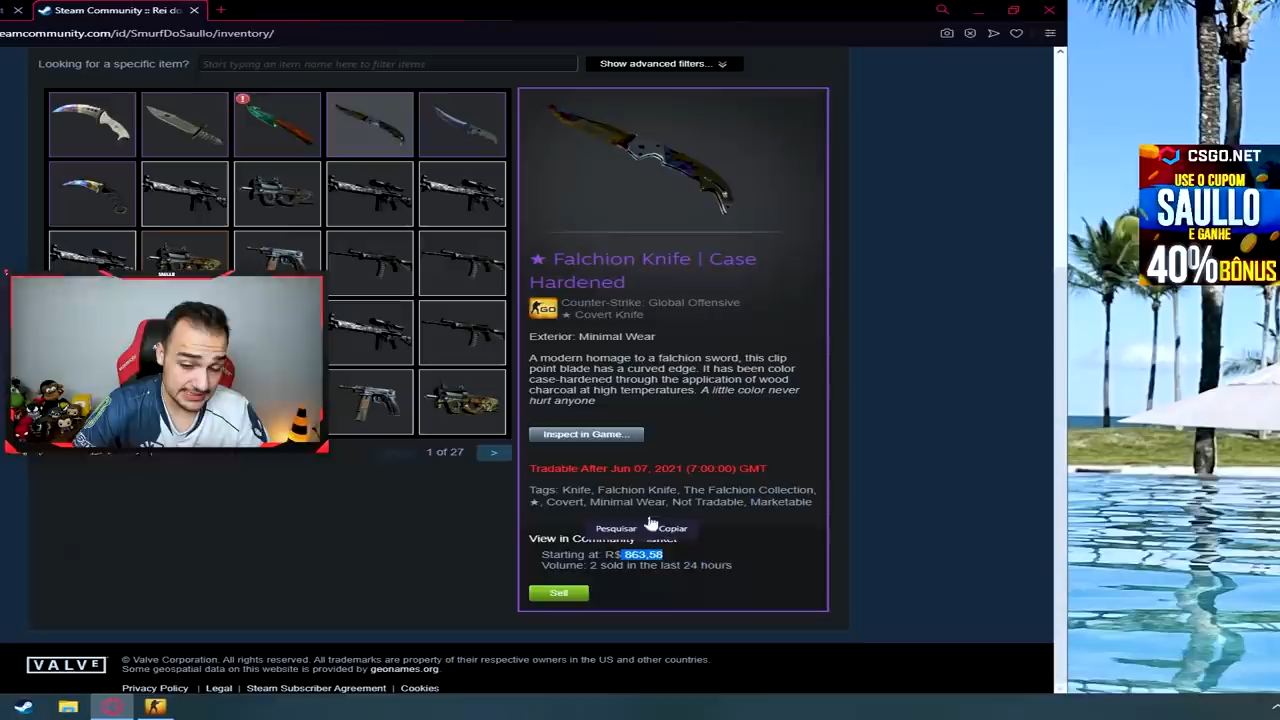 Steam Community :: Rei do
eamcommunity.com/id/SmurfDoSaullo/inventory/
Looking for a specific item?
Start typing an item name here to filter items
Show advanced filters...
★ Falchion Knife | Case
Hardened
Counter-Strike: Global Offensive
★ Covert Knife
Exterior: Minimal Wear
A modern homage to a falchion sword, this clip
point blade has a curved edge. It has been color
case-hardened through the application of wood
charcoal at high temperatures. A little color never
hurt anyone
Inspect in Game...
Tradable After Jun 07, 2021 (7:00:00) GMT
Tags: Knife, Falchion Knife, The Falchion Collection,
★, Covert, Minimal Wear, Not Tradable, Marketable
Pesquisar
Copiar
View in Community
Starting at: R$ 863,58
Volume: 2 sold in the last 24 hours
Sell
1 of 27
>
SAULLO
CSGO.NET
USE O CUPOM
SAULLO
E GANHE
40% BÔNUS
VALVE
© Valve Corporation. All rights reserved. All trademarks are property of their respective owners in the US and other countries.
Some geospatial data on this website is provided by geonames.org.
Privacy Policy | Legal | Steam Subscriber Agreement | Cookies